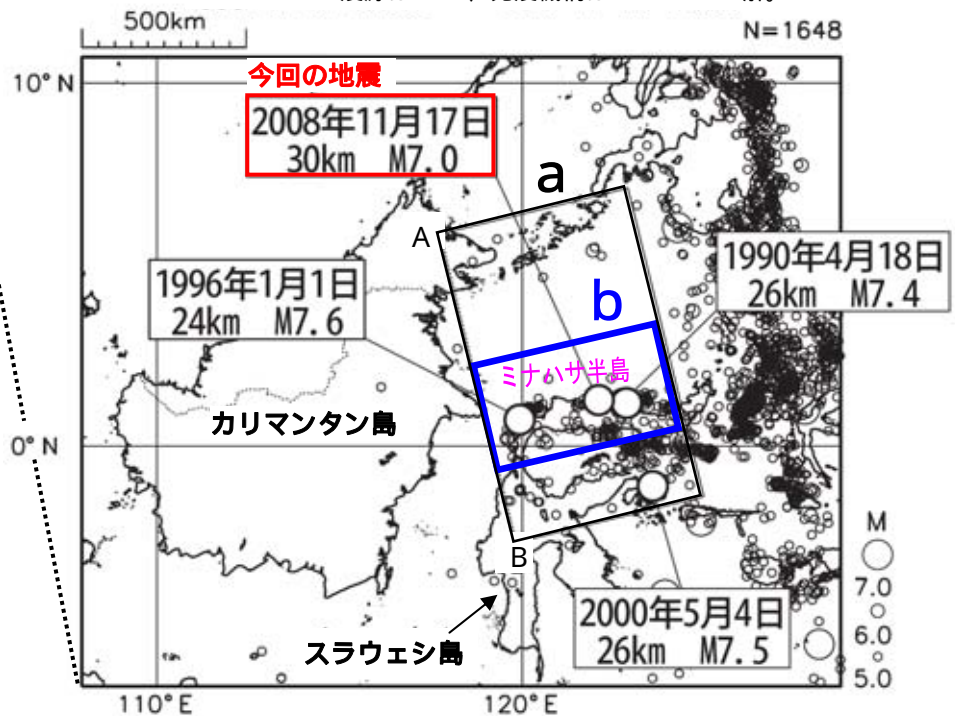 500km
N=1648
10°N
今回の地震
2008年11月17日
30km M7.0
a
A
1990年4月18日
26km M7.4
1996年1月1日
24km M7.6
b
ミナハサ半島
カリマンタン島
0°N
B
M
7.0
6.0
5.0
2000年5月4日
26km M7.5
スラウェシ島
110°E
120°E